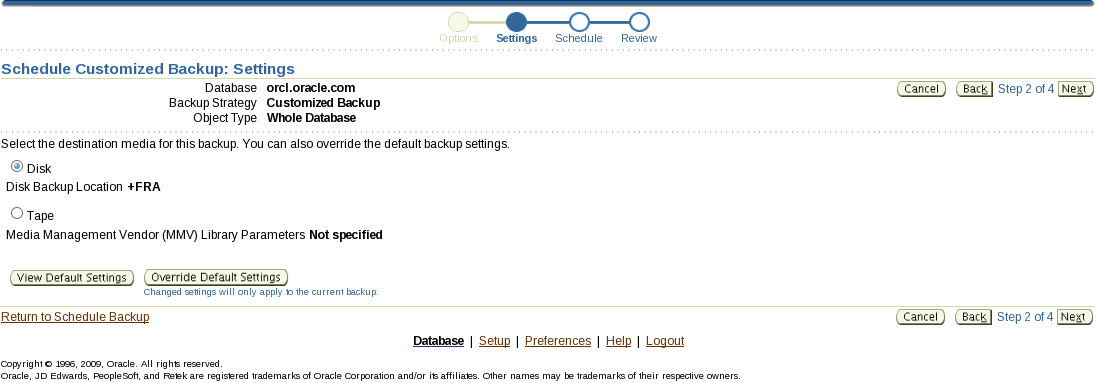 Options Settings Schedule Review
Schedule Customized Backup: Settings
Database orcl.oracle.com Cancel Back Step 2 of 4 Next
Backup Strategy Customized Backup
Object Type Whole Database
Select the destination media for this backup. You can also override the default backup settings.
Disk
Disk Backup Location +FRA
Tape
Media Management Vendor (MMV) Library Parameters Not specified
View Default Settings Override Default Settings
Changed settings will only apply to the current backup.
Return to Schedule Backup Cancel Back Step 2 of 4 Next
Database | Setup | Preferences | Help | Logout
Copyright © 1996, 2009, Oracle. All rights reserved.
Oracle, JD Edwards, PeopleSoft, and Retek are registered trademarks of Oracle Corporation and/or its affiliates. Other names may be trademarks of their respective owners.